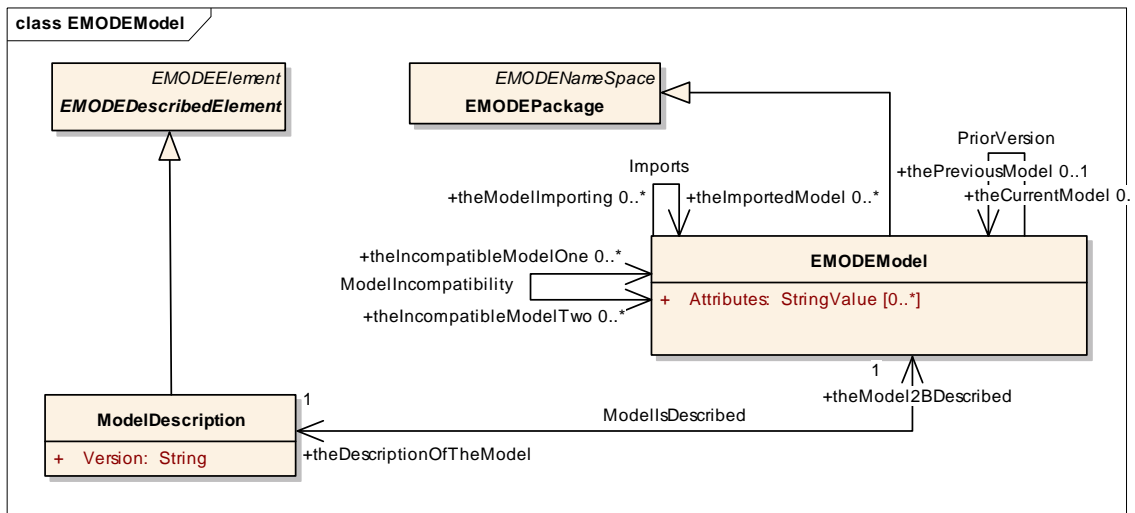 class EMODEModel
EMODEElement
EMODEDescribedElement
EMODENameSpace
EMODEPackage
PriorVersion
Imports
+thePreviousModel 0..1
+theModelImporting 0..*
+theImportedModel 0..*
+theCurrentModel 0..
+theIncompatibleModelOne 0..*
EMODEModel
ModelIncompatibility
+ Attributes: StringValue [0..*]
+theIncompatibleModelTwo 0..*
1
+theModel2BDescribed
1
ModelDescription
ModelIsDescribed
+ Version: String
+theDescriptionOfTheModel